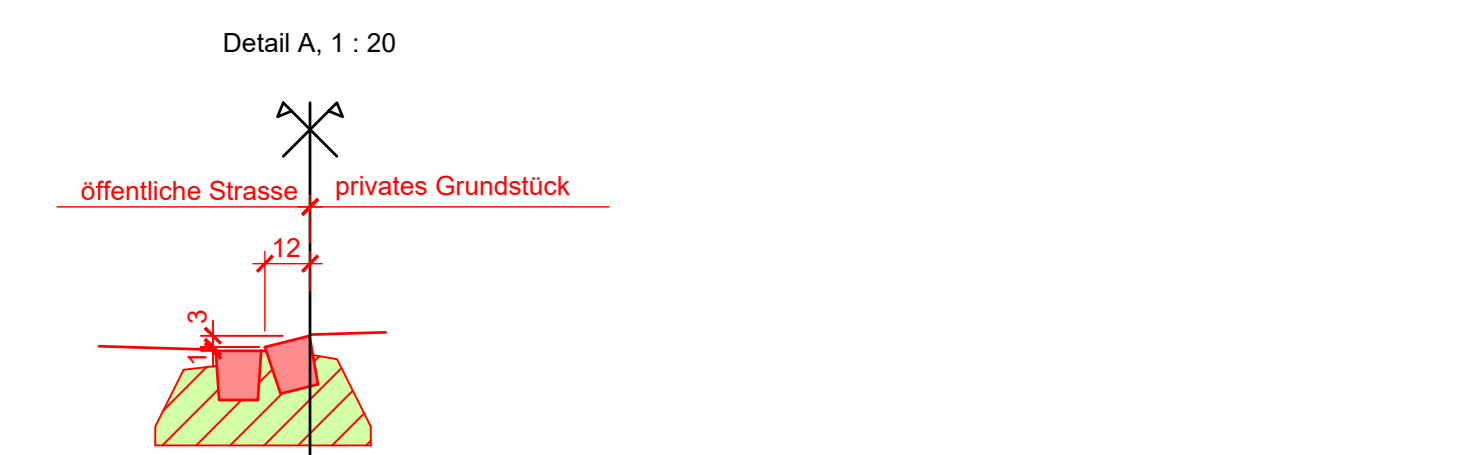 Detail A, 1 : 20
öffentliche Strasse
privates Grundstück
12
3
1